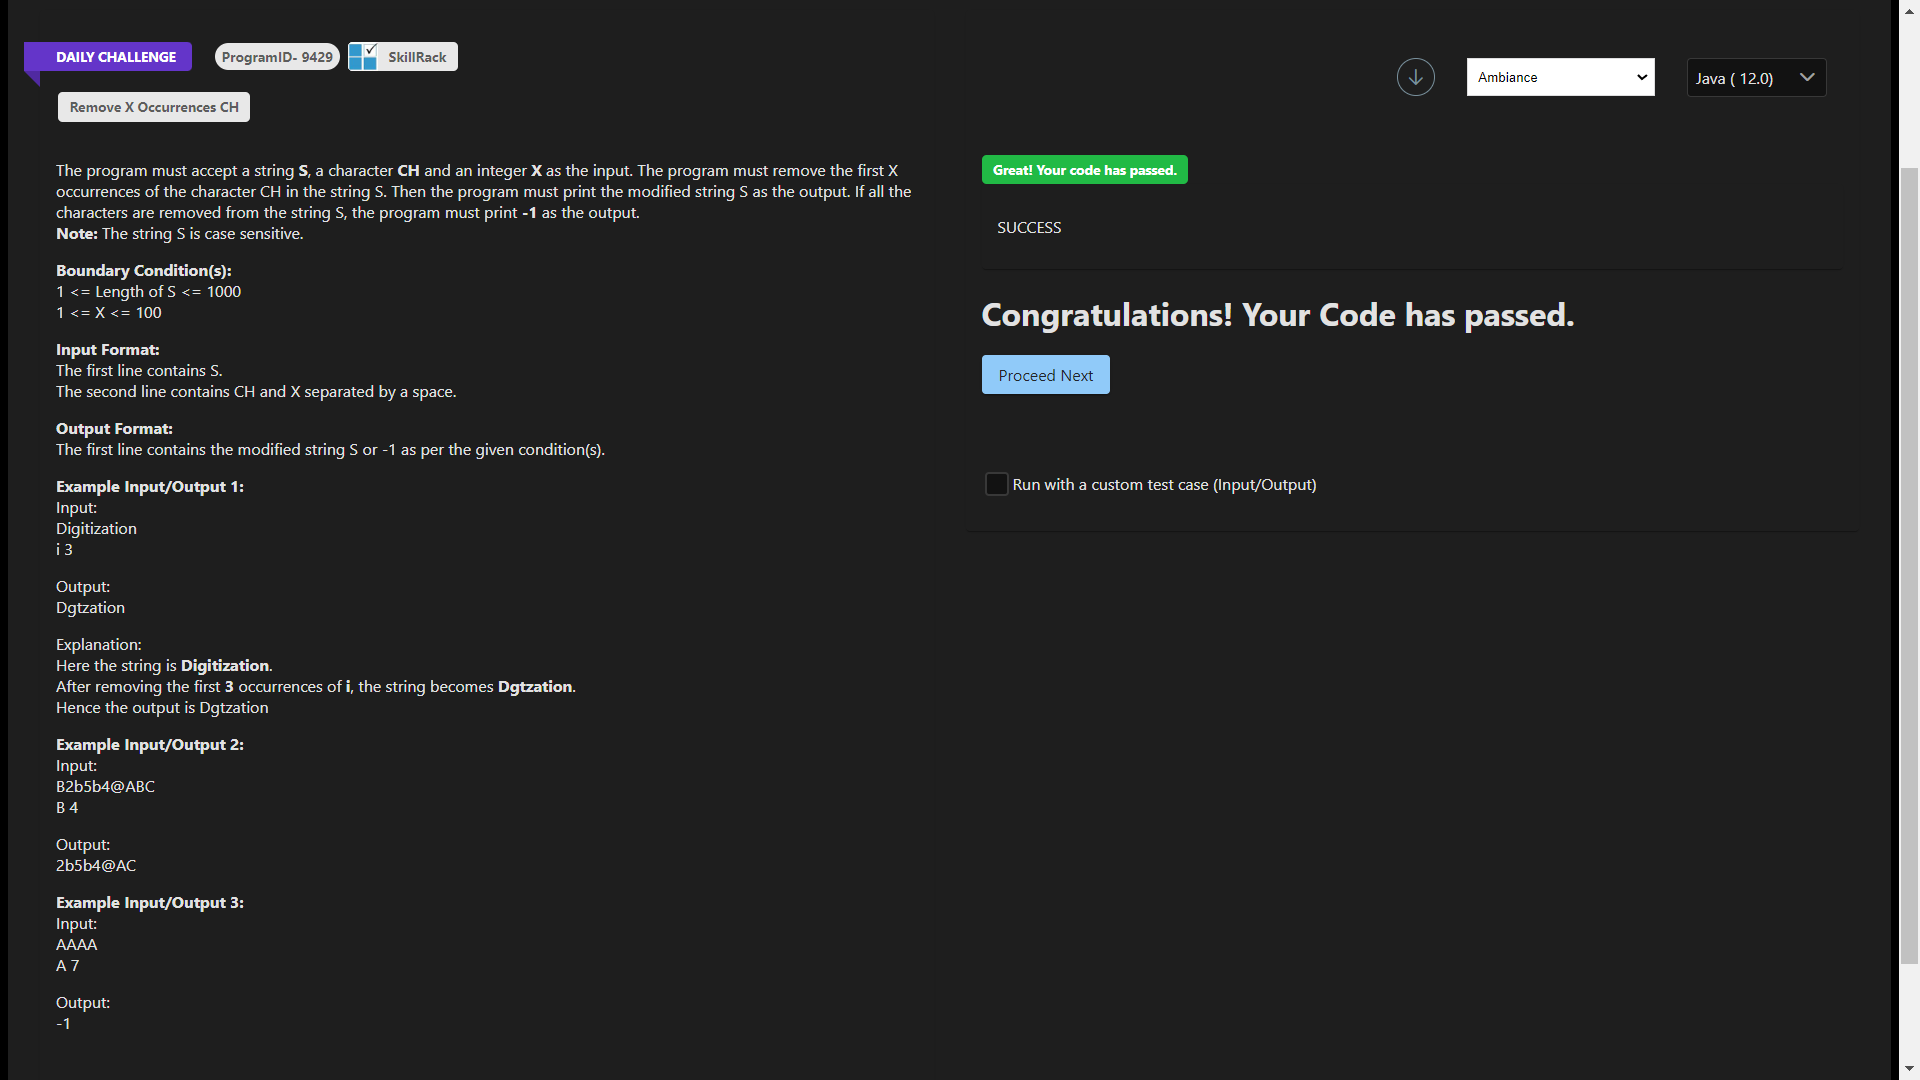 DAILY CHALLENGE
ProgramID- 9429
SkillRack
Ambiance
Java ( 12.0)
Remove X Occurrences CH
The program must accept a string S, a character CH and an integer X as the input. The program must remove the first X
occurrences of the character CH in the string S. Then the program must print the modified string S as the output. If all the
characters are removed from the string S, the program must print -1 as the output.
Note: The string S is case sensitive.
Boundary Condition(s):
1 <= Length of S <= 1000
1 <= X <= 100
Input Format:
The first line contains S.
The second line contains CH and X separated by a space.
Output Format:
The first line contains the modified string S or -1 as per the given condition(s).
Example Input/Output 1:
Input:
Digitization
i 3
Output:
Dgtzation
Explanation:
Here the string is Digitization.
After removing the first 3 occurrences of i, the string becomes Dgtzation.
Hence the output is Dgtzation
Example Input/Output 2:
Input:
B2b5b4@ABC
B 4
Output:
2b5b4@AC
Example Input/Output 3:
Input:
AAAA
A 7
Output:
-1
Great! Your code has passed.
SUCCESS
Congratulations! Your Code has passed.
Proceed Next
Run with a custom test case (Input/Output)